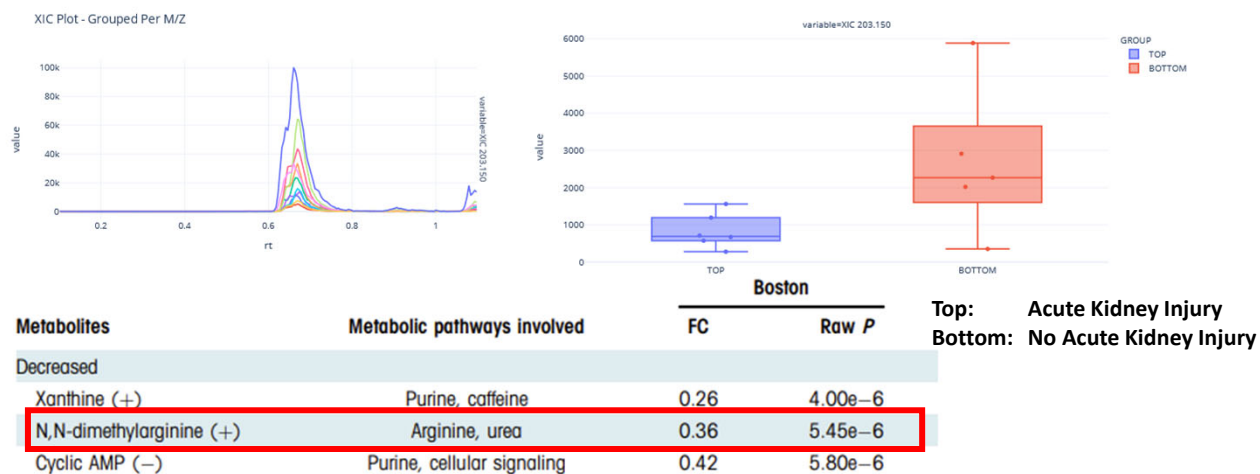 XIC Plot - Grouped Per M/Z
100k
80k
60k
40k
20k
0
value
0.2 0.4 0.6 0.8 1
rt
variable=XIC 203.150
variable=XIC 203.150
6000
5000
4000
3000
2000
1000
0
value
TOP BOTTOM
GROUP
TOP
BOTTOM
Boston
Metabolites Metabolic pathways involved FC Raw P
Decreased
Xanthine (+) Purine, caffeine 0.26 4.00e−6
N,N-dimethylarginine (+) Arginine, urea 0.36 5.45e−6
Cyclic AMP (−) Purine, cellular signaling 0.42 5.80e−6
Top: Acute Kidney Injury
Bottom: No Acute Kidney Injury